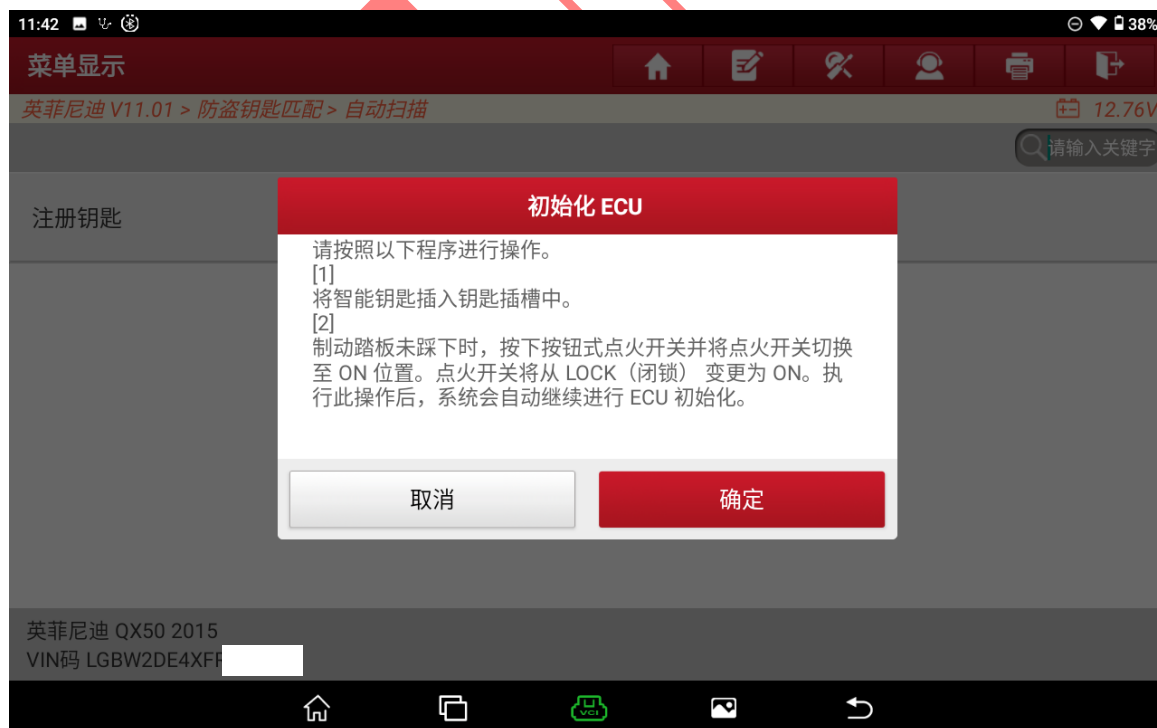 11:42
38%
菜单显示
英菲尼迪 V11.01 > 防盗钥匙匹配 > 自动扫描
12.76V
请输入关键字
注册钥匙
初始化 ECU
请按照以下程序进行操作。
[1]
将智能钥匙插入钥匙插槽中。
[2]
制动踏板未踩下时，按下按钮式点火开关并将点火开关切换
至 ON 位置。点火开关将从 LOCK（闭锁） 变更为 ON。执
行此操作后，系统会自动继续进行 ECU 初始化。
取消
确定
英菲尼迪 QX50 2015
VIN码 LGBW2DE4XF
VCI